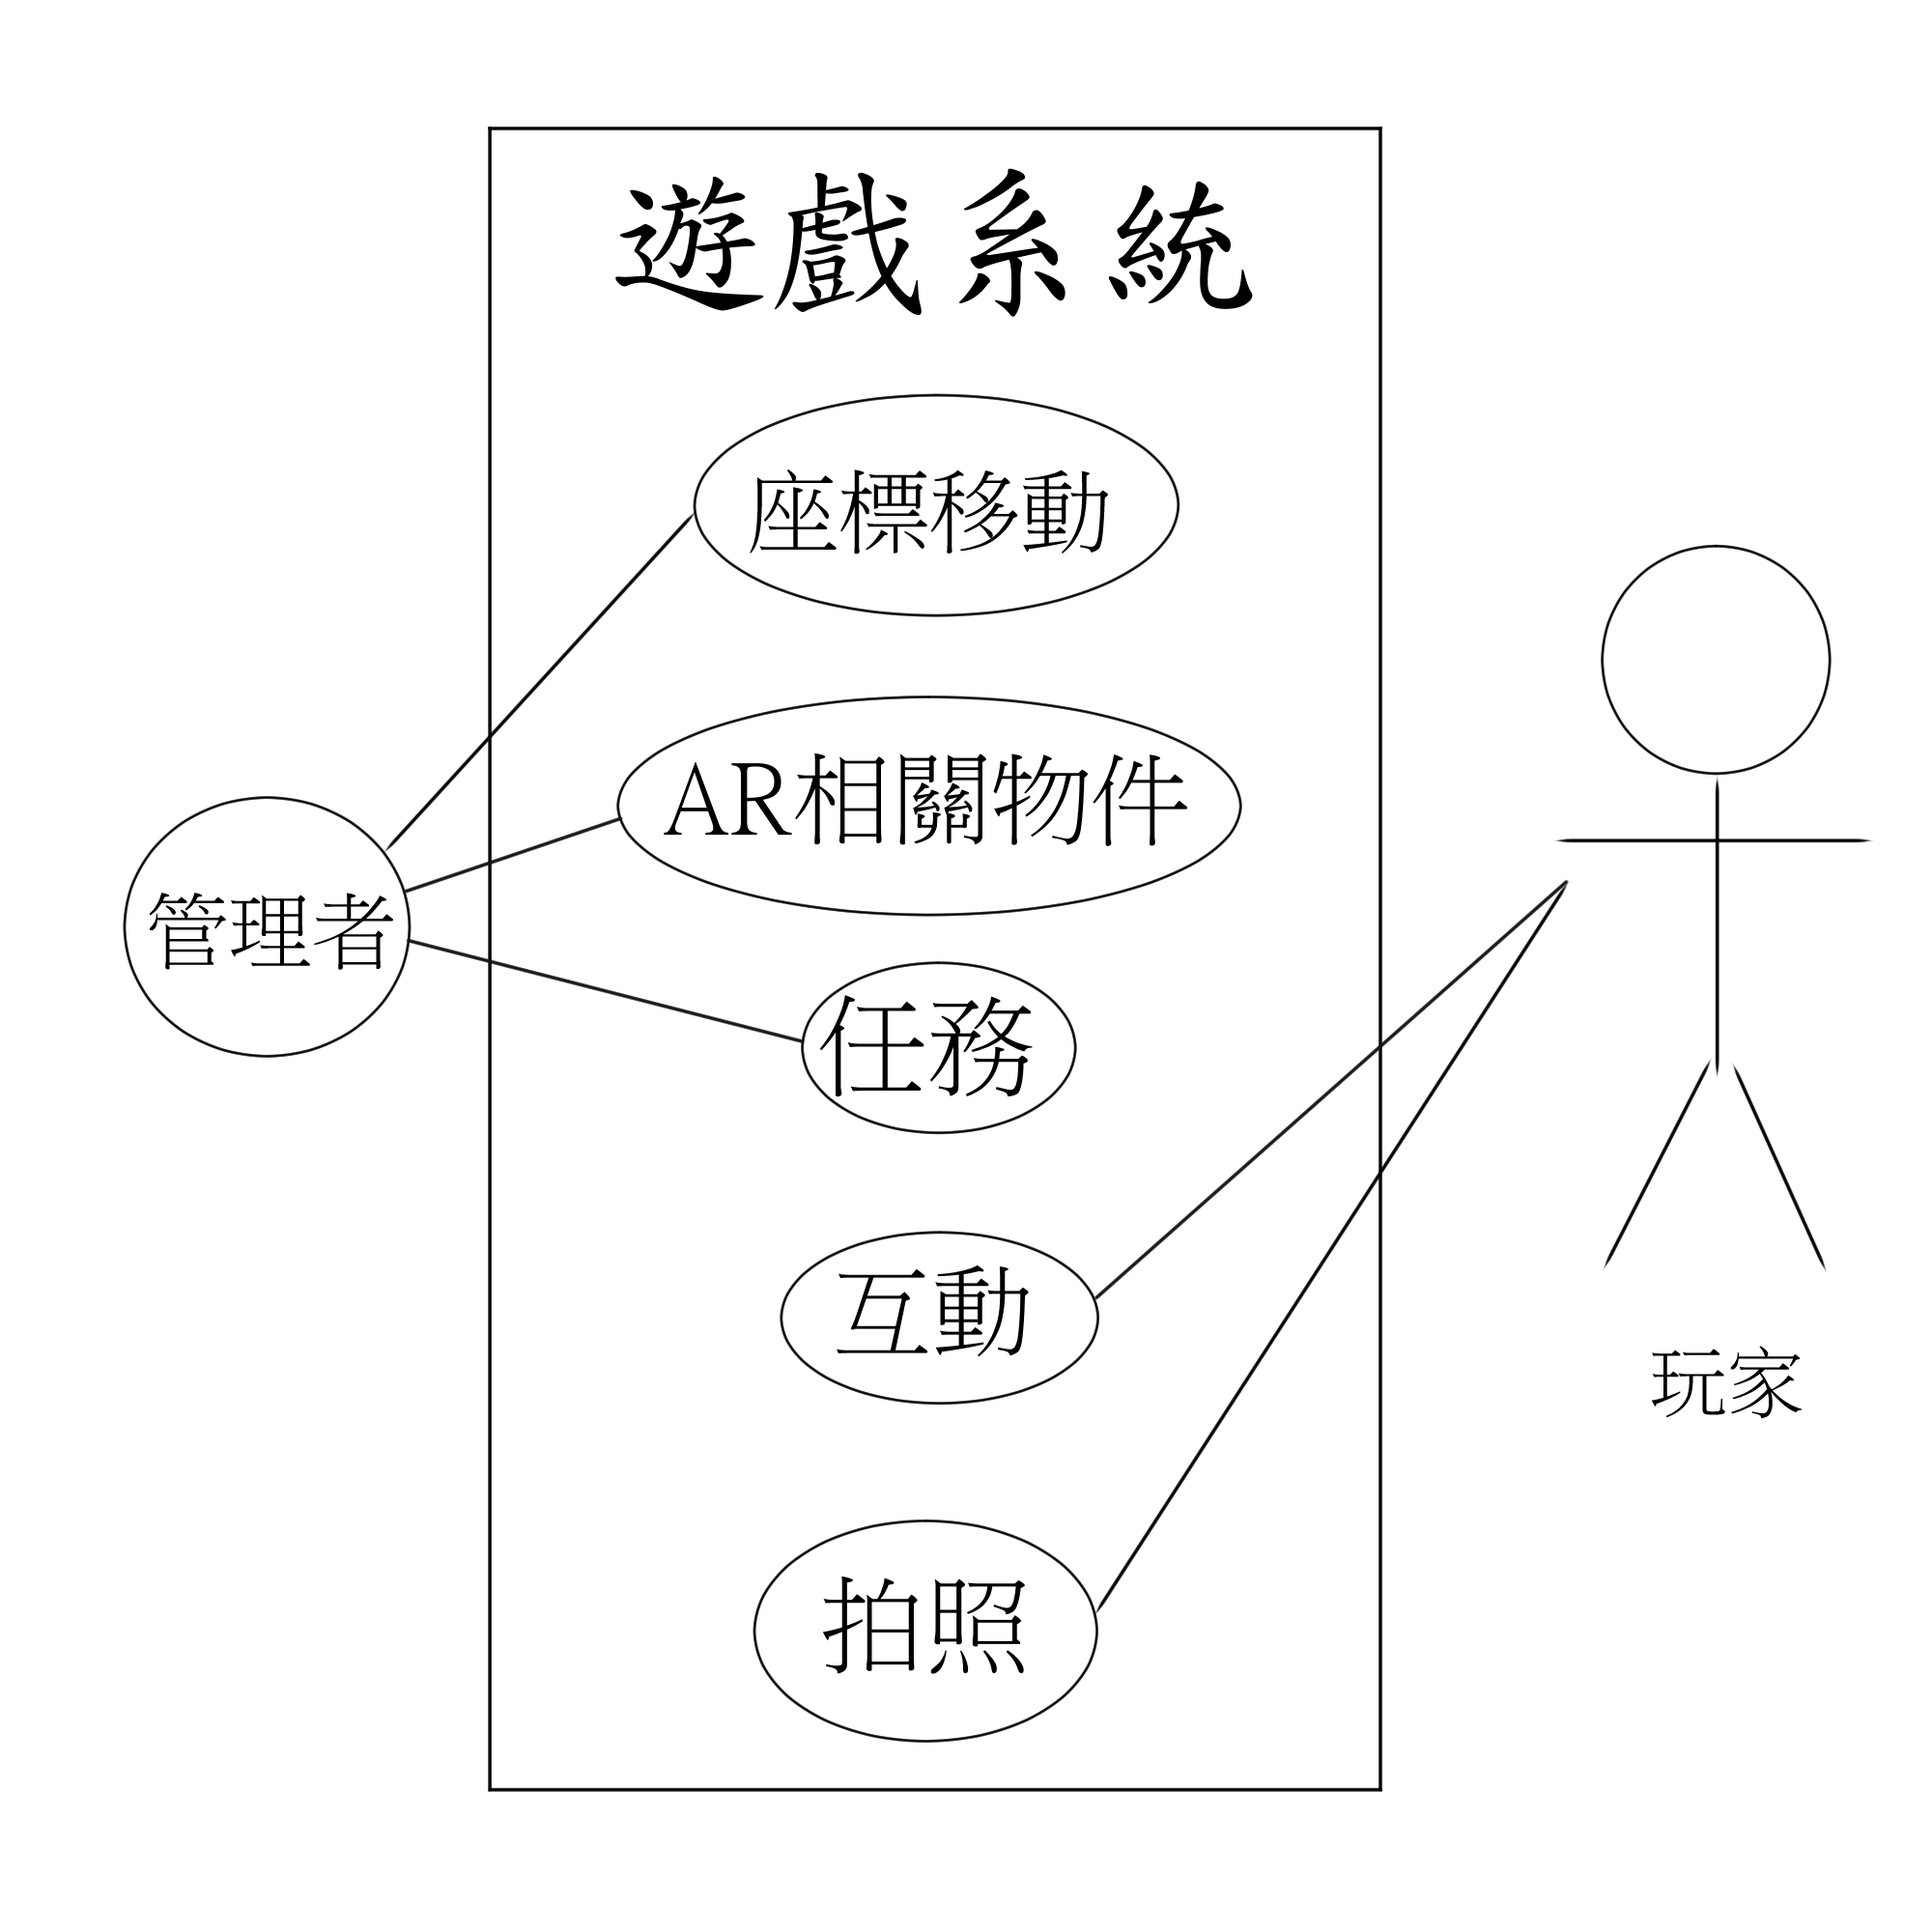 遊戲系統
座標移動
AR相關物件
管理者
任務
互動
玩家
拍照